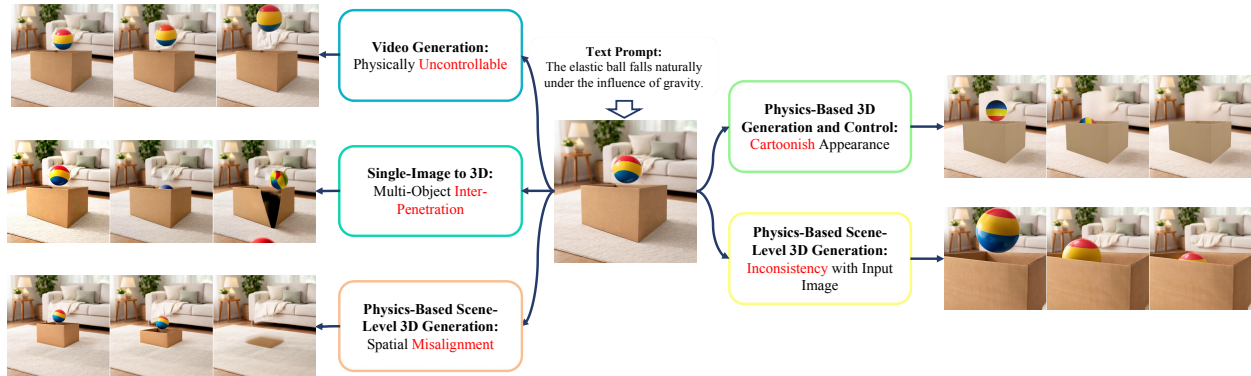 Video Generation:
Physically Uncontrollable
Single-Image to 3D:
Multi-Object Inter-
Penetration
Physics-Based Scene-
Level 3D Generation:
Spatial Misalignment
Text Prompt:
The elastic ball falls naturally
under the influence of gravity.
Physics-Based 3D
Generation and Control:
Cartoonish Appearance
Physics-Based Scene-
Level 3D Generation:
Inconsistency with Input
Image